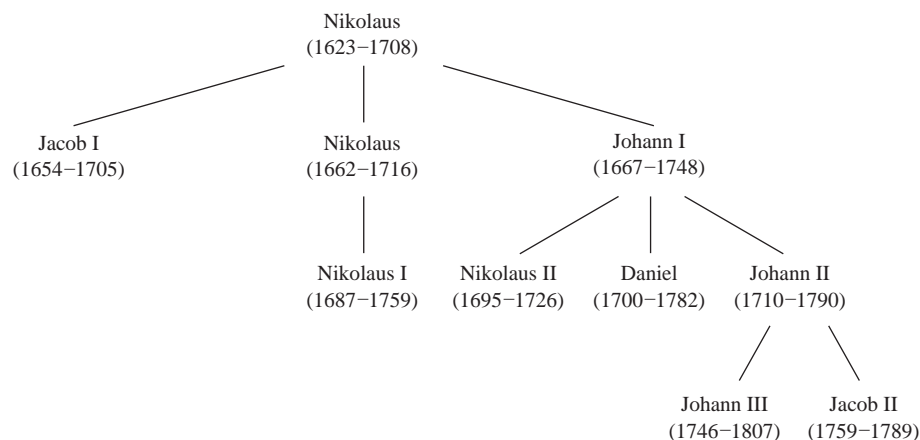 Nikolaus
(1623−1708)
Jacob I
(1654−1705)
Nikolaus
(1662−1716)
Johann I
(1667−1748)
Nikolaus I
(1687−1759)
Nikolaus II
(1695−1726)
Daniel
(1700−1782)
Johann II
(1710−1790)
Johann III
(1746−1807)
Jacob II
(1759−1789)